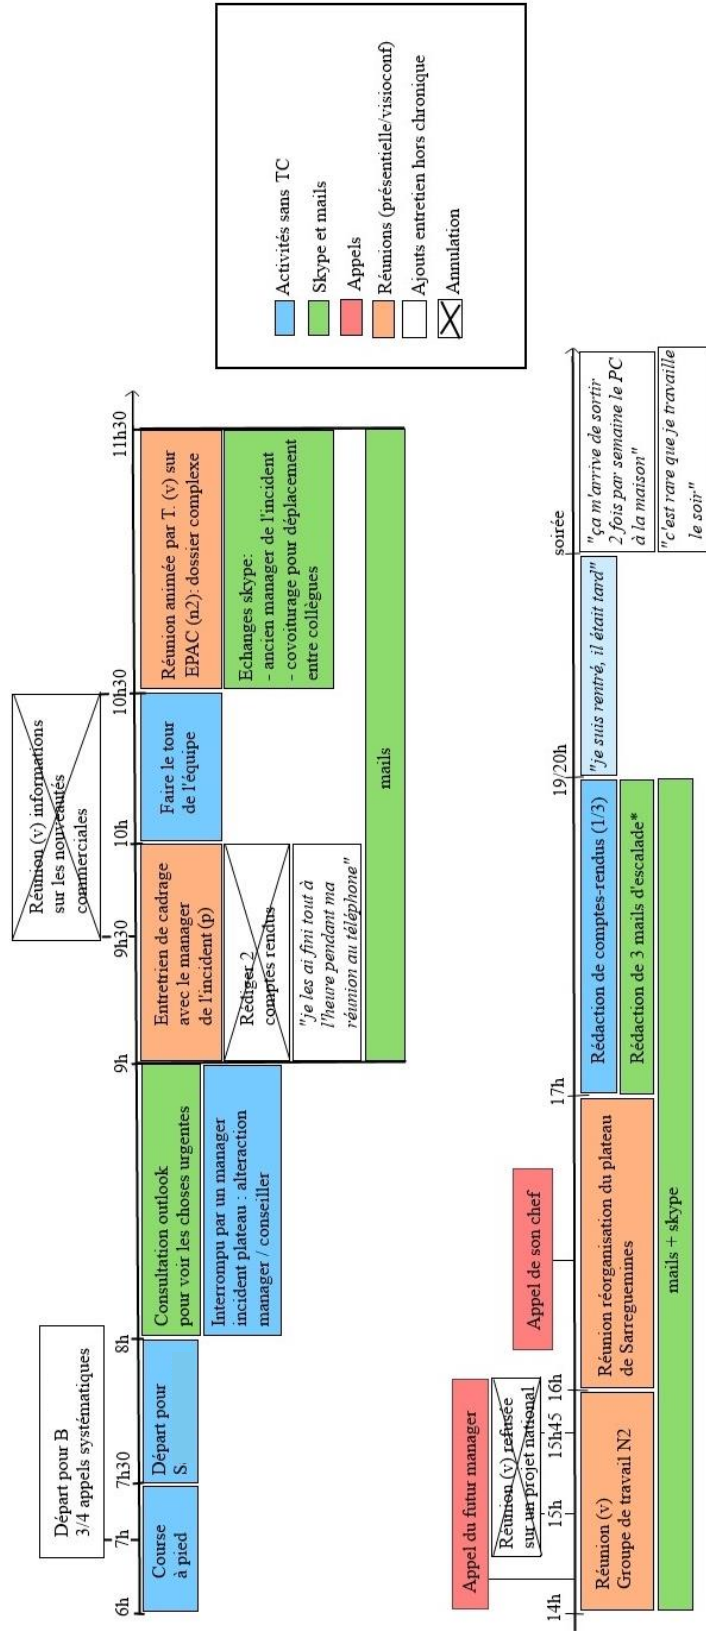 Départ pour B
3/4 appels systématiques
Réunion (v) informations
sur les nouveautés
commerciales
6h
7h
7h30
8h
9h
9h30
10h
10h30
11h30
Course
à pied
Départ pour
S.
Consultation outlook
pour voir les choses urgentes
Interrompu par un manager
incident plateau : alteraction
manager / conseiller
Entretrien de cadrage
avec le manager
de l'incident (p)
Rédiger 2
comptes rendus
"je les ai fini tout à
l'heure pendant ma
réunion au téléphone"
Faire le tour
de l'équipe
Réunion animée par T. (v) sur
EPAC (n2): dossier complexe
Echanges skype:
- ancien manager de l'incident
- covoiturage pour déplacement
entre collègues
mails
Activités sans TC
Skype et mails
Appels
Réunions (présentielle/visioconf)
Ajouts entretien hors chronique
Annulation
Appel du futur manager
Réunion (v) refusée
sur un projet national
Appel de son chef
14h
15h
15h45
16h
17h
19/20h
soirée
Réunion (v)
Groupe de travail N2
Réunion réorganisation du plateau
de Sarreguemines
Rédaction de comptes-rendus (1/3)
Rédaction de 3 mails d'escalade*
mails + skype
"je suis rentré, il était tard"
"ça m'arrive de sortir
2 fois par semaine le PC
à la maison"
"c'est rare que je travaille
le soir"